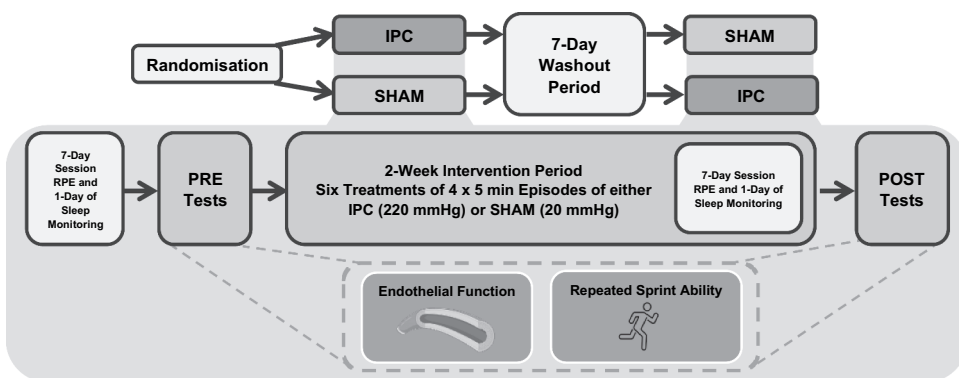 IPC
7-Day
Washout
Period
SHAM
Randomisation
SHAM
IPC
7-Day
Session
RPE and
1-Day of
Sleep
Monitoring
PRE
Tests
2-Week Intervention Period
Six Treatments of 4 x 5 min Episodes of either
IPC (220 mmHg) or SHAM (20 mmHg)
7-Day Session
RPE and 1-Day of
Sleep Monitoring
POST
Tests
Endothelial Function
Repeated Sprint Ability